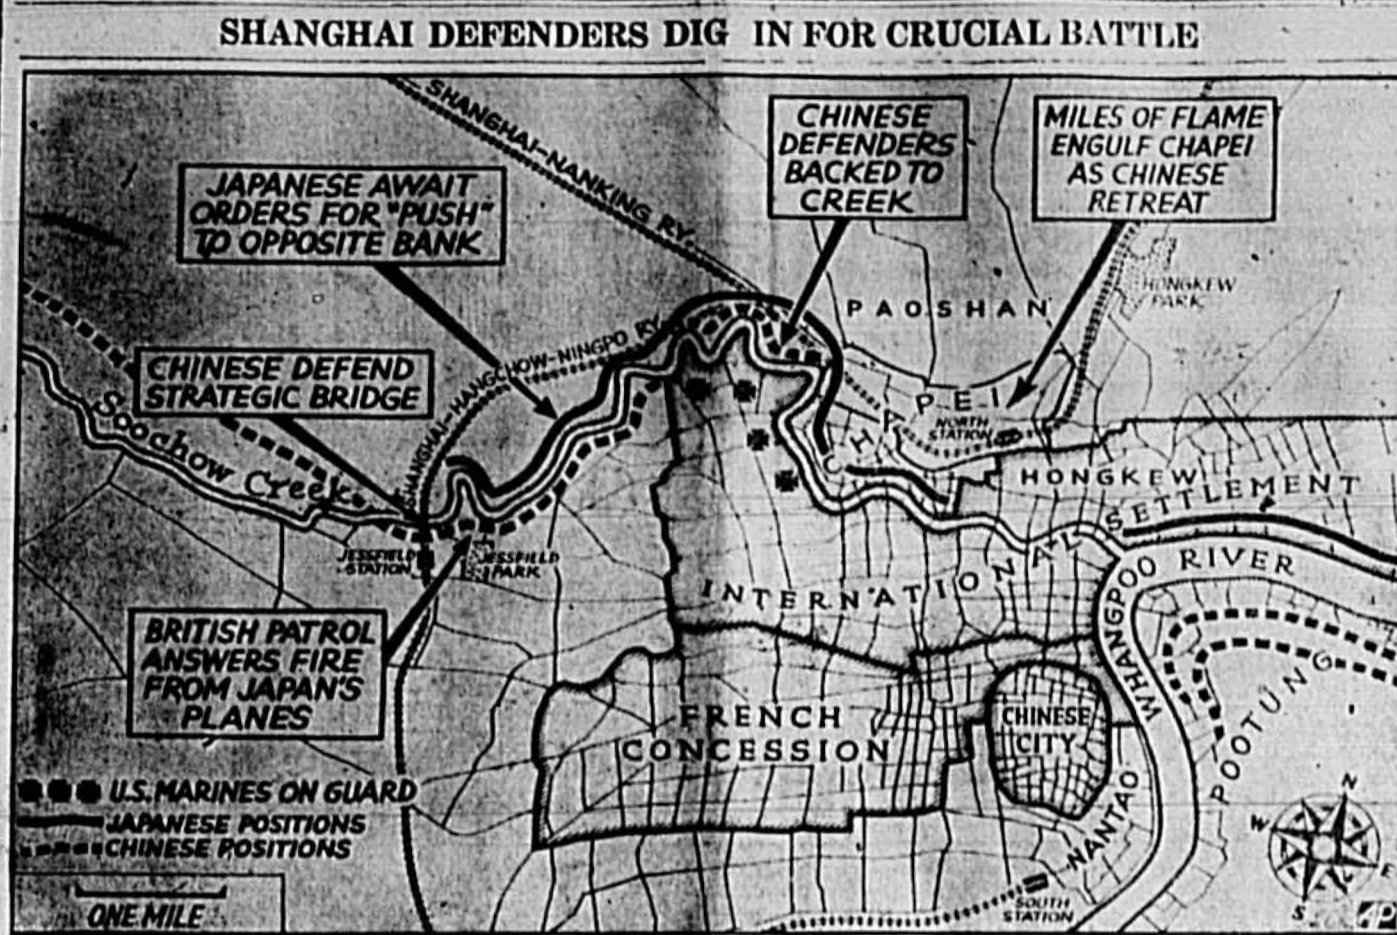 SHANGHAI DEFENDERS DIG IN FOR CRUCIAL BATTLE
SHANGHAI-NANKING RY.
JAPANESE AWAIT
ORDERS FOR "PUSH"
TO OPPOSITE BANK
CHINESE
DEFENDERS
BACKED TO
CREEK
MILES OF FLAME
ENGULF CHAPEI
AS CHINESE
RETREAT
HONGKEW
PARK
PAOSHAN
SHANGHAI-HANGCHOW-NINGPO RY.
CHINESE DEFEND
STRATEGIC BRIDGE
Soochow Creek
CHAPEI
NORTH
STATION
HONGKEW
INTERNATIONAL SETTLEMENT
JESSFIELD
STATION
JESSFIELD
PARK
WHANGPOO RIVER
BRITISH PATROL
ANSWERS FIRE
FROM JAPAN'S
PLANES
FRENCH
CONCESSION
CHINESE
CITY
POOTUNG
NANTAO
SOUTH
STATION
U.S. MARINES ON GUARD
JAPANESE POSITIONS
CHINESE POSITIONS
ONE MILE
N
W
E
S
AP